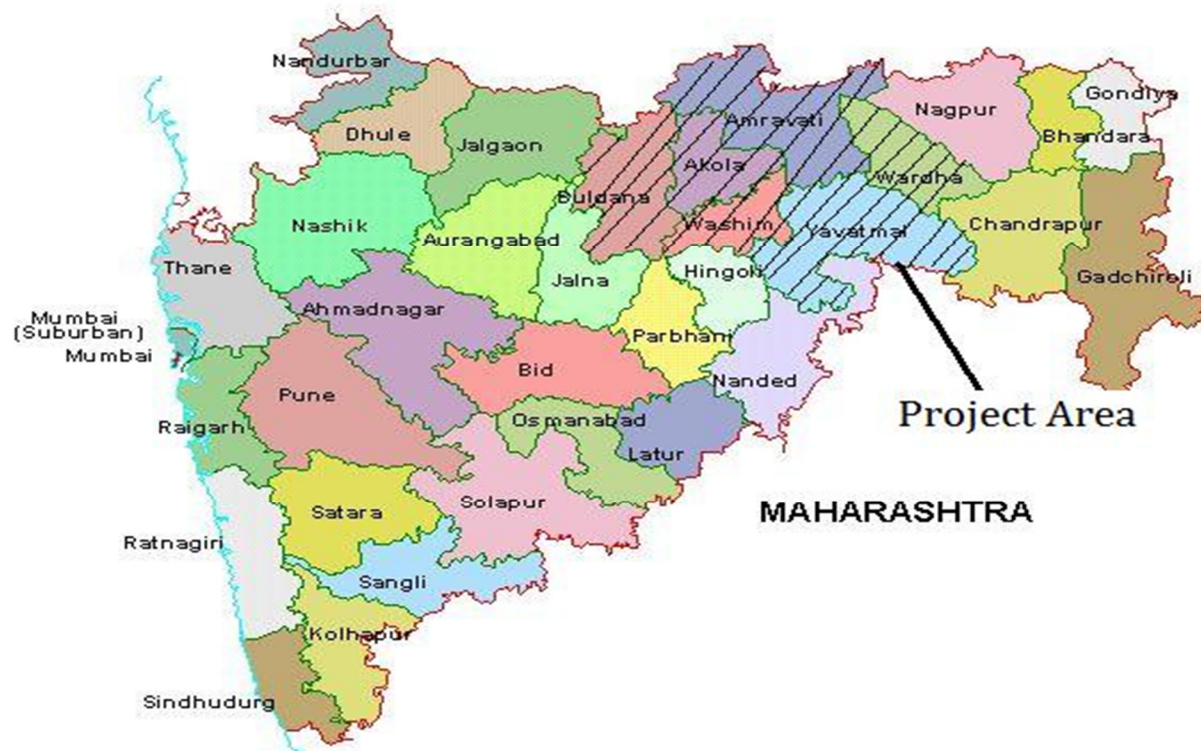 Nandurbar
Dhule
Jalgaon
Buldana
Akola
Amravati
Nagpur
Bhandara
Gondiya
Wardha
Washim
Yavatmal
Chandrapur
Gadchiroli
Nashik
Aurangabad
Jalna
Hingoli
Thane
Ahmadnagar
Parbhani
Mumbai
(Suburban)
Mumbai
Bid
Nanded
Pune
Project Area
Raigarh
Osmanabad
Latur
Satara
Solapur
MAHARASHTRA
Ratnagiri
Sangli
Kolhapur
Sindhudurg